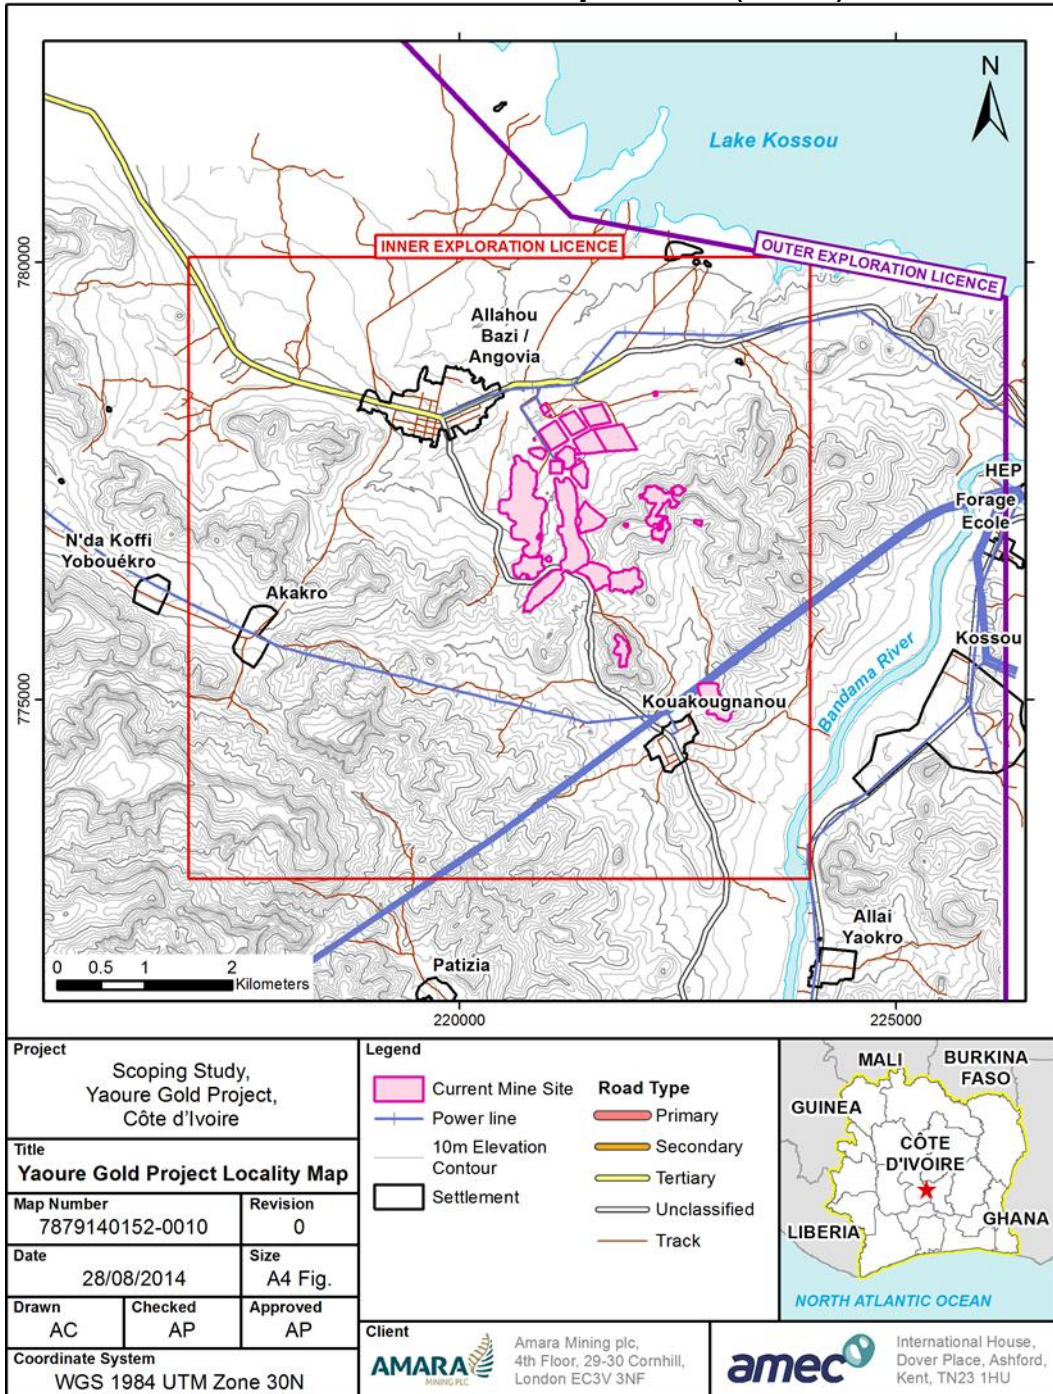 N
Lake Kossou
780000
INNER EXPLORATION LICENCE
OUTER EXPLORATION LICENCE
Allahou
Bazi /
Angovia
HEP
Forage
Ecole
N'da Koffi
Yobouékro
Akakro
Kossou
Bandama River
775000
Kouakougnanou
Allai
Yaokro
Patizia
0 0.5 1 2
Kilometers
220000
225000
Project
Scoping Study,
Yaoure Gold Project,
Côte d'Ivoire
Title
Yaoure Gold Project Locality Map
Map Number
7879140152-0010
Revision
0
Date
28/08/2014
Size
A4 Fig.
Drawn
AC
Checked
AP
Approved
AP
Coordinate System
WGS 1984 UTM Zone 30N
Legend
Current Mine Site
Power line
10m Elevation
Contour
Settlement
Road Type
Primary
Secondary
Tertiary
Unclassified
Track
MALI
BURKINA
FASO
GUINEA
CÔTE
D'IVOIRE
LIBERIA
GHANA
NORTH ATLANTIC OCEAN
Client
AMARA
MINING PLC
Amara Mining plc,
4th Floor, 29-30 Cornhill,
London EC3V 3NF
amec
International House,
Dover Place, Ashford,
Kent, TN23 1HU